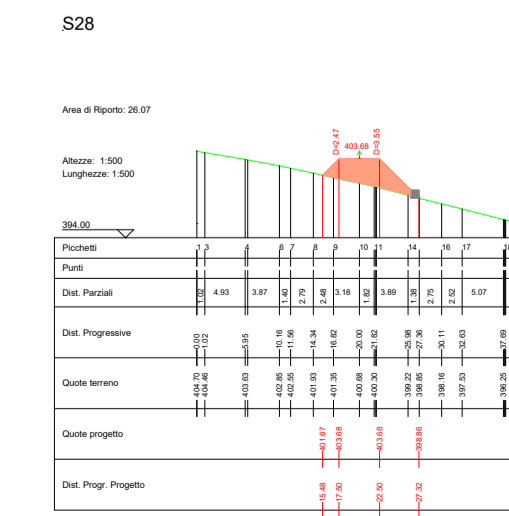 S28
Area di Riporto: 26.07
Altezze: 1:500
Lunghezze: 1:500
D=2.47
403.68
D=3.55
394.00
Picchetti 1 3 4 6 7 8 9 10 11 14 16 17
Punti
Dist. Parziali 1.02 4.93 3.87 1.40 2.79 2.48 3.18 1.82 3.89 1.38 2.75 2.52 5.07
Dist. Progressive 0.00 1.02 5.95 10.16 11.56 14.34 16.82 20.00 21.82 25.98 27.36 30.11 32.63 37.69
Quote terreno 404.70 404.46 403.63 402.85 402.55 401.93 401.35 400.68 400.30 399.22 398.85 398.16 397.53 396.25
Quote progetto 401.67 403.68 403.68 398.86
Dist. Progr. Progetto 15.48 17.50 22.50 27.32